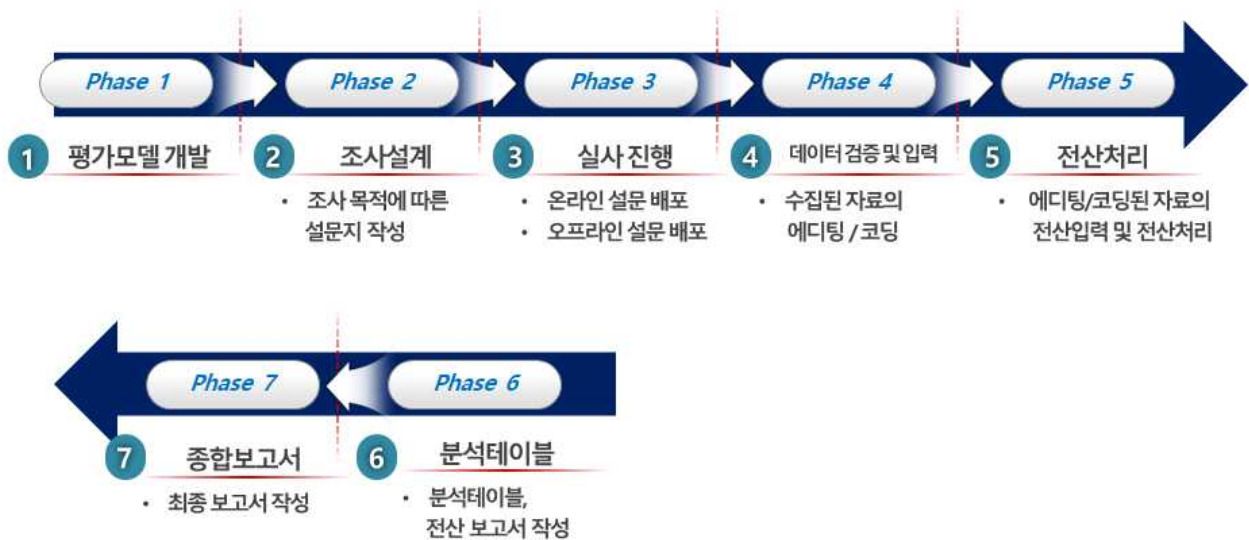 Phase 1
Phase 2
Phase 3
Phase 4
Phase 5
1 평가모델 개발
2 조사설계
• 조사 목적에 따른
설문지 작성
3 실사 진행
• 온라인 설문 배포
• 오프라인 설문 배포
4 데이터 검증 및 입력
• 수집된 자료의
에디팅 / 코딩
5 전산처리
• 에디팅/코딩된 자료의
전산입력 및 전산처리
Phase 7
Phase 6
7 종합보고서
• 최종 보고서 작성
6 분석테이블
• 분석테이블,
전산 보고서 작성